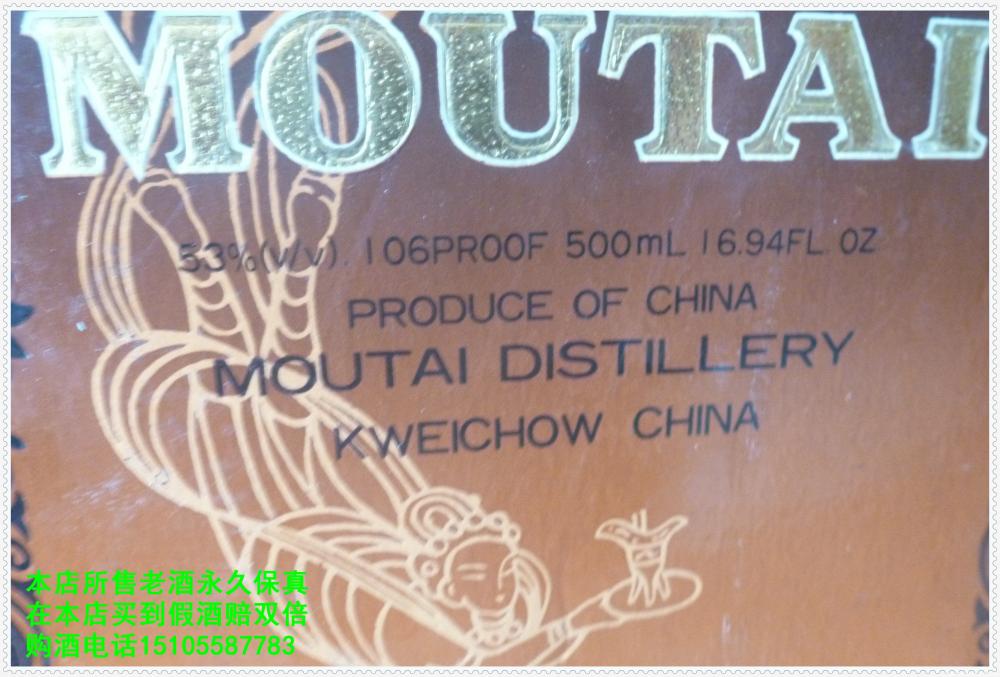 MOUTAI
53%(v/v). 106PROOF 500mL 16.94FL. OZ
PRODUCE OF CHINA
MOUTAI DISTILLERY
KWEICHOW CHINA
本店所售老酒永久保真
在本店买到假酒赔双倍
购酒电话15105587783